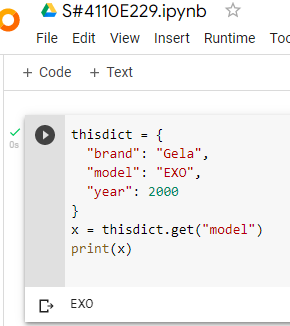 S#4110E229.ipynb
File Edit View Insert Runtime Too
+ Code + Text
0s
thisdict = {
  "brand": "Gela",
  "model": "EXO",
  "year": 2000
}
x = thisdict.get("model")
print(x)
EXO